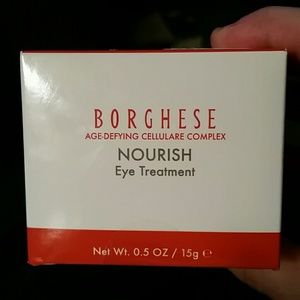 BORGHESE
AGE-DEFYING CELLULARE COMPLEX
NOURISH
Eye Treatment
Net Wt. 0.5 OZ / 15g ℮